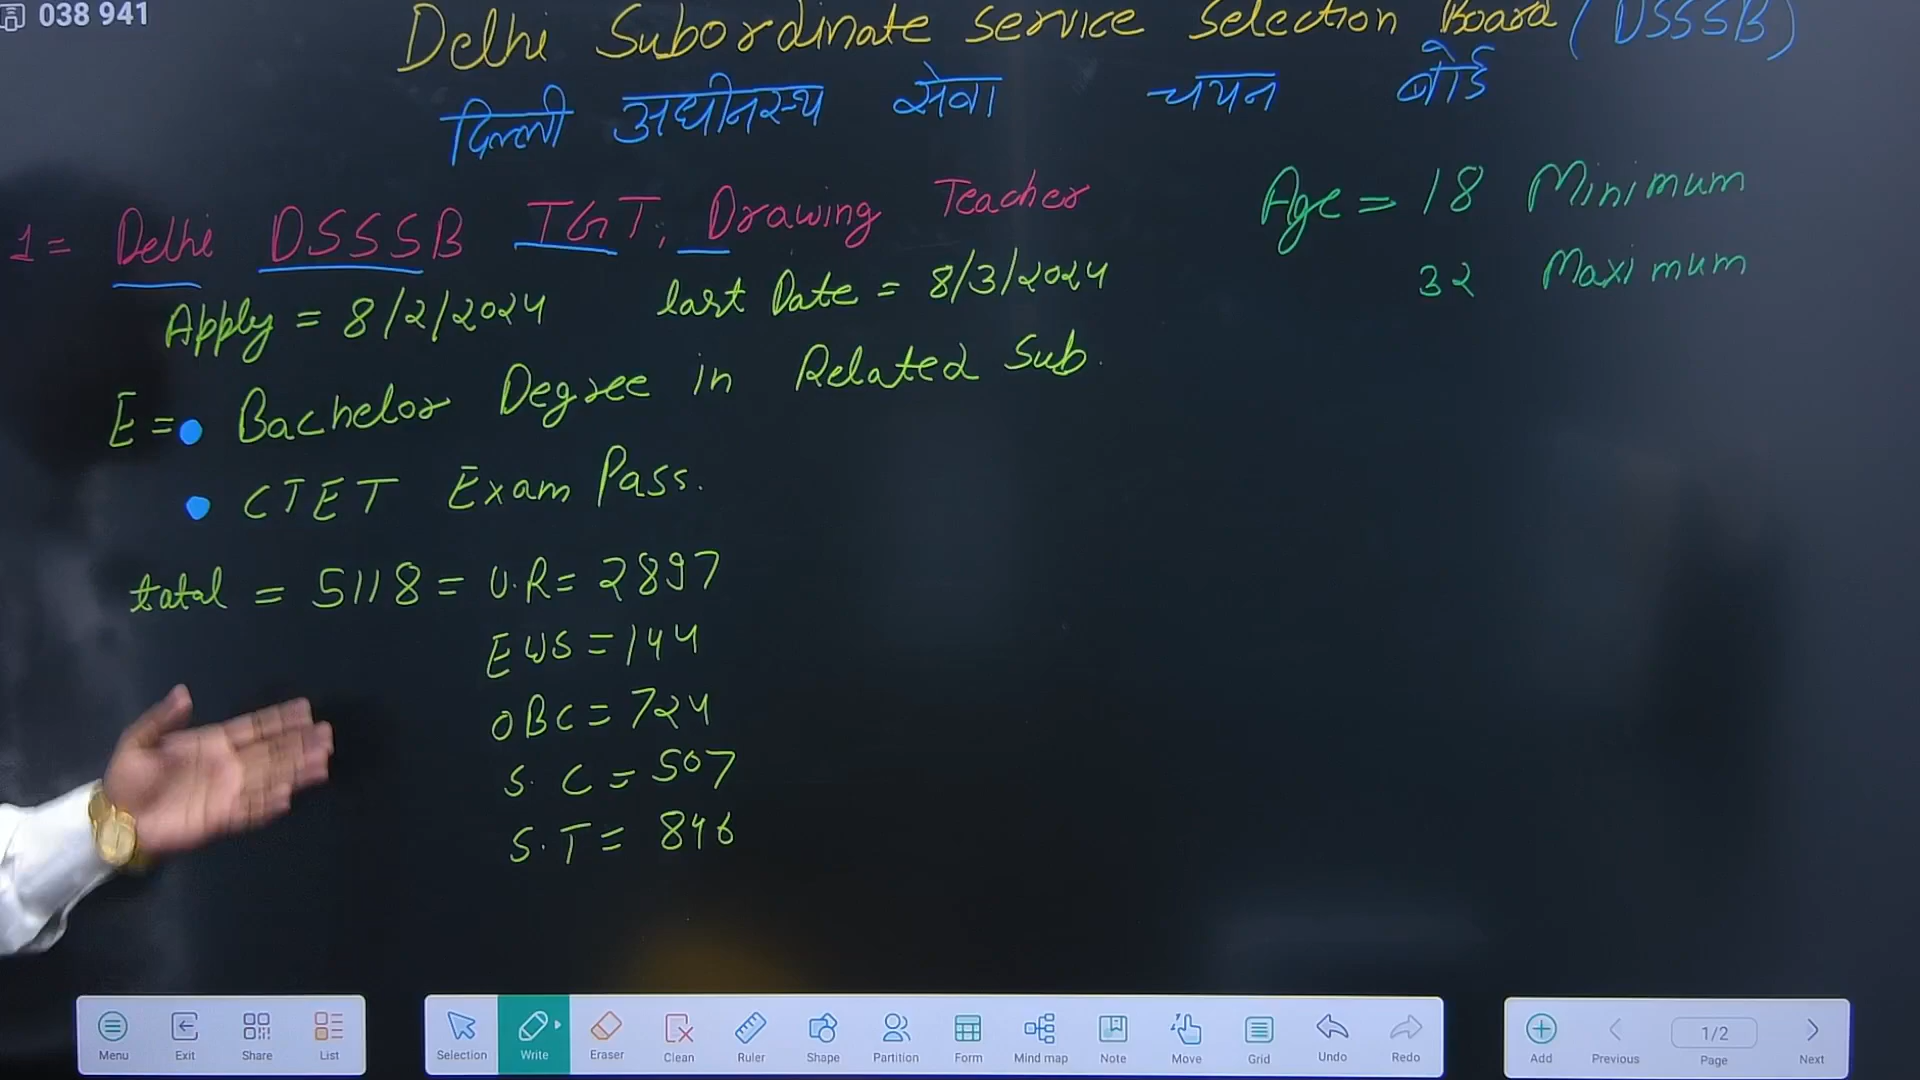 038 941
Delhi Subordinate Service Selection Board (DSSSB)
दिल्ली अधीनस्थ सेवा चयन बोर्ड
1= Delhi DSSSB TGT, Drawing Teacher
Apply = 8/2/2024 last Date = 8/3/2024
E= • Bachelor Degree in Related Sub.
• CTET Exam Pass.
total = 5118 = U.R= 2897
EWS = 144
OBC = 724
S. C = 507
S.T = 846
Age = 18 Minimum
32 Maximum
Menu Exit Share List
Selection Write Eraser Clean Ruler Shape Partition Form Mind map Note Move Grid Undo Redo
1/2
Add Previous Page Next